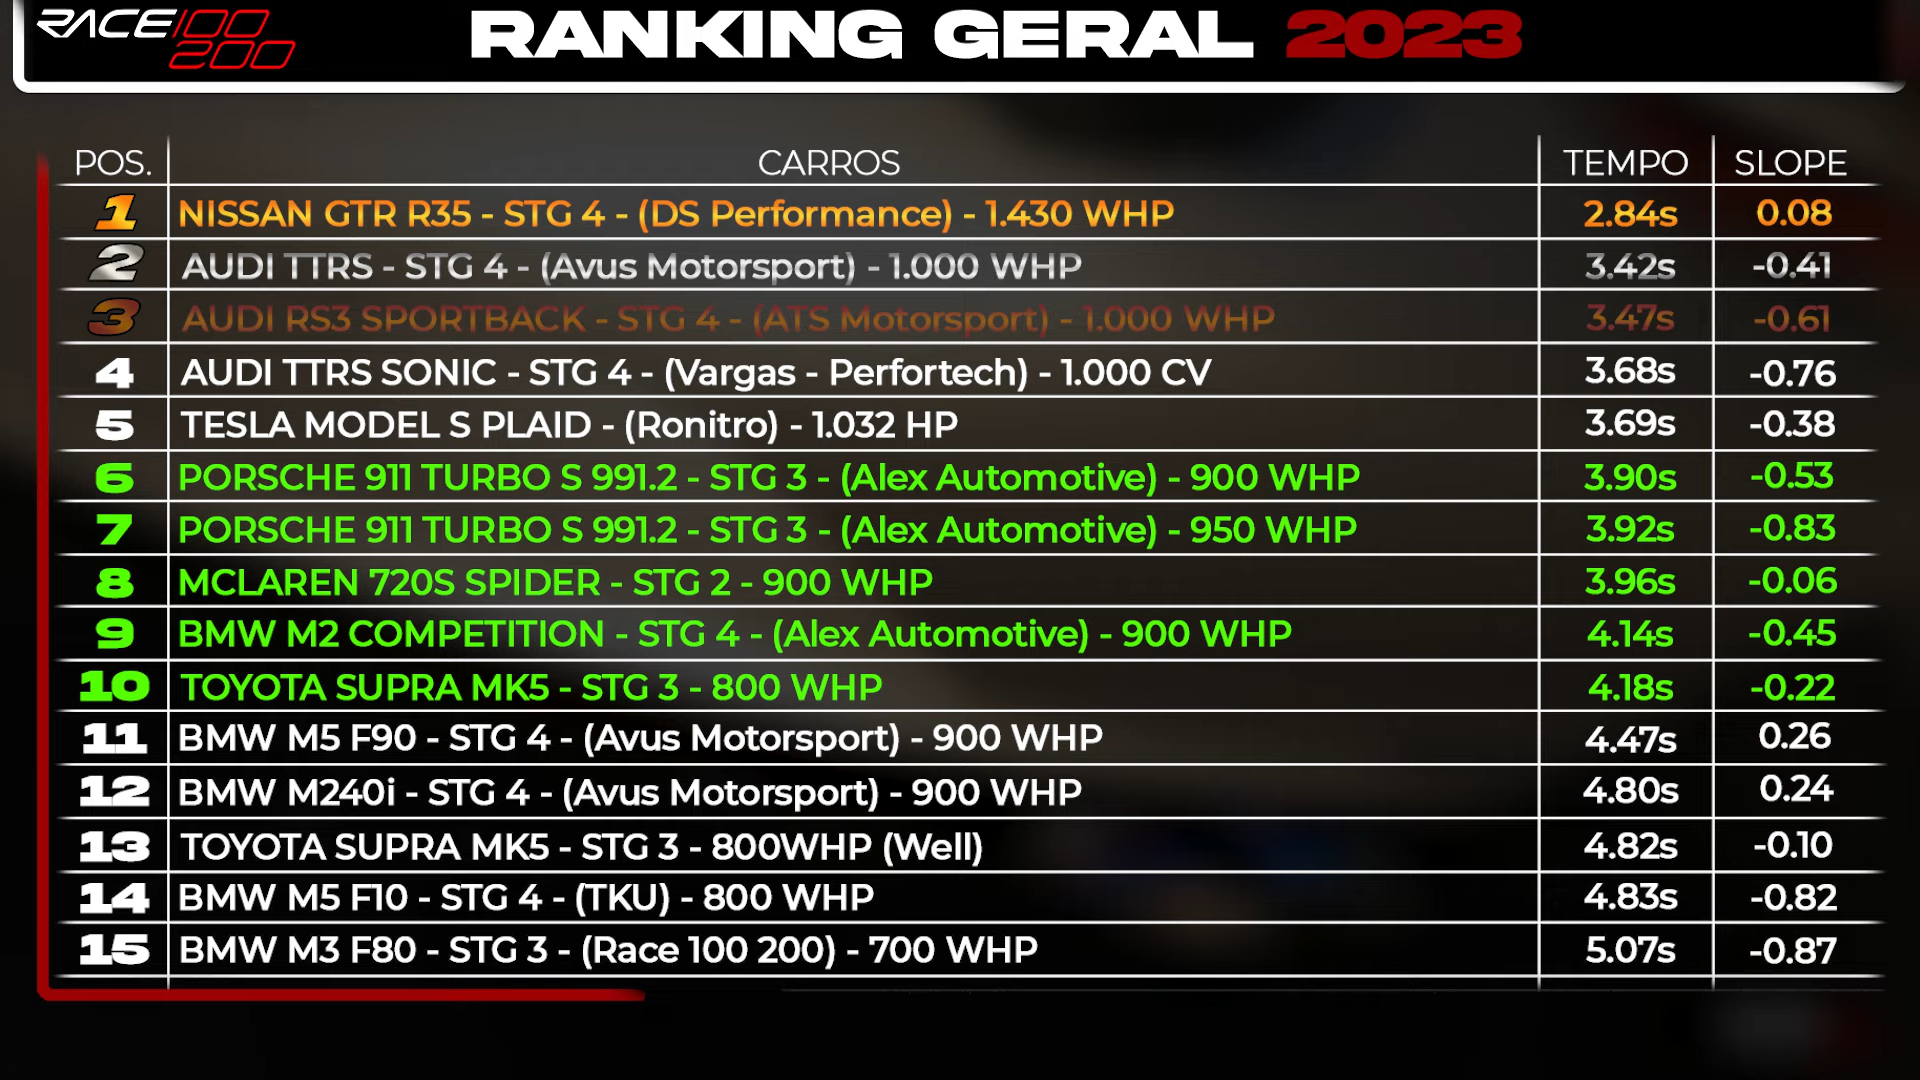 RACE 100 200
RANKING GERAL 2023
POS. CARROS TEMPO SLOPE
1 NISSAN GTR R35 - STG 4 - (DS Performance) - 1.430 WHP 2.84s 0.08
2 AUDI TTRS - STG 4 - (Avus Motorsport) - 1.000 WHP 3.42s -0.41
3 AUDI RS3 SPORTBACK - STG 4 - (ATS Motorsport) - 1.000 WHP 3.47s -0.61
4 AUDI TTRS SONIC - STG 4 - (Vargas - Perfortech) - 1.000 CV 3.68s -0.76
5 TESLA MODEL S PLAID - (Ronitro) - 1.032 HP 3.69s -0.38
6 PORSCHE 911 TURBO S 991.2 - STG 3 - (Alex Automotive) - 900 WHP 3.90s -0.53
7 PORSCHE 911 TURBO S 991.2 - STG 3 - (Alex Automotive) - 950 WHP 3.92s -0.83
8 MCLAREN 720S SPIDER - STG 2 - 900 WHP 3.96s -0.06
9 BMW M2 COMPETITION - STG 4 - (Alex Automotive) - 900 WHP 4.14s -0.45
10 TOYOTA SUPRA MK5 - STG 3 - 800 WHP 4.18s -0.22
11 BMW M5 F90 - STG 4 - (Avus Motorsport) - 900 WHP 4.47s 0.26
12 BMW M240i - STG 4 - (Avus Motorsport) - 900 WHP 4.80s 0.24
13 TOYOTA SUPRA MK5 - STG 3 - 800WHP (Well) 4.82s -0.10
14 BMW M5 F10 - STG 4 - (TKU) - 800 WHP 4.83s -0.82
15 BMW M3 F80 - STG 3 - (Race 100 200) - 700 WHP 5.07s -0.87